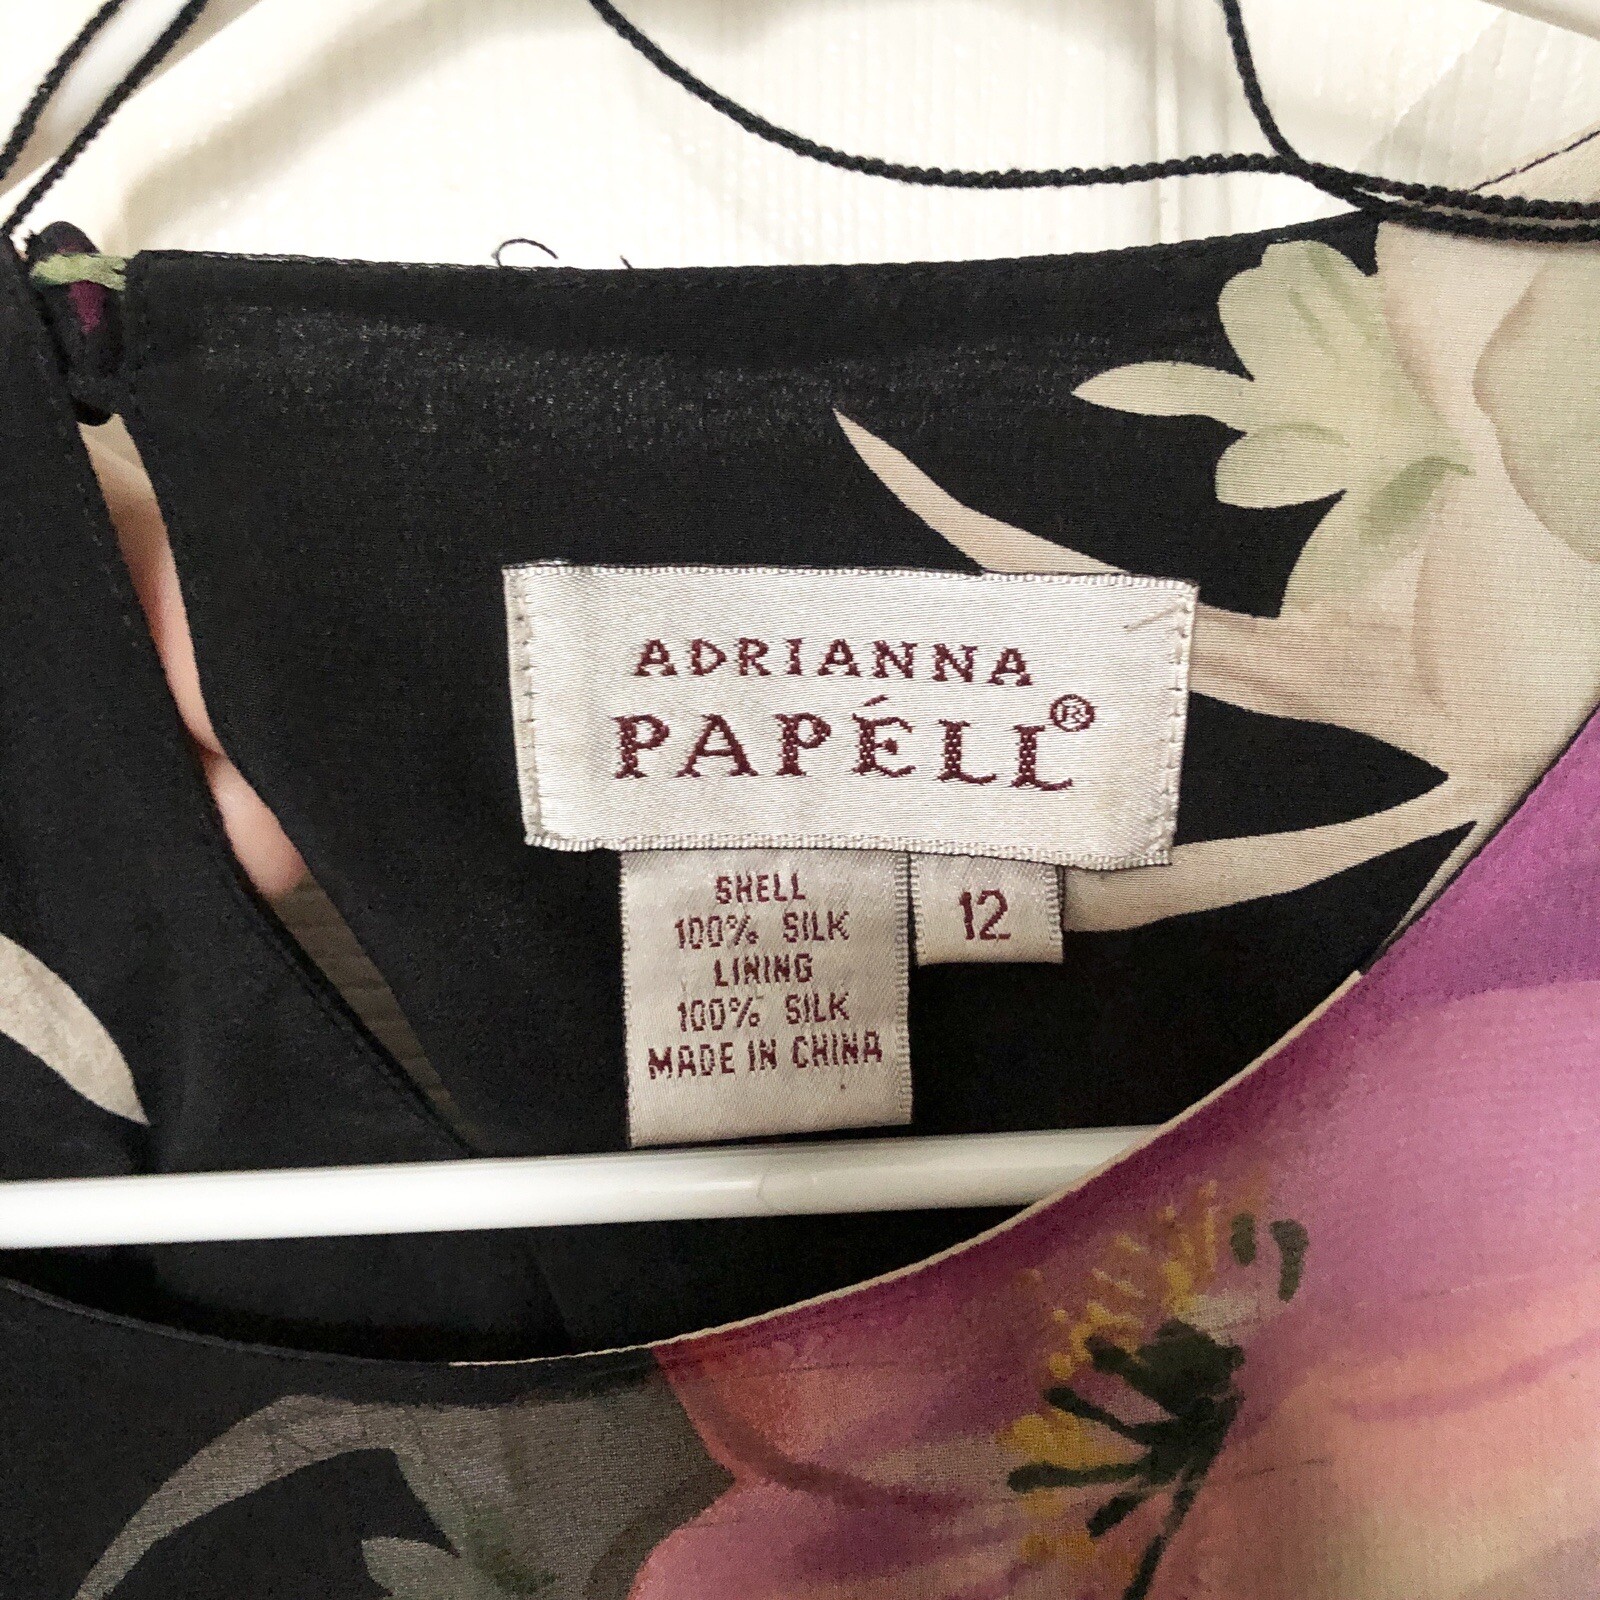 ADRIANNA
PAPÉLL®
SHELL
100% SILK
LINING
100% SILK
MADE IN CHINA
12